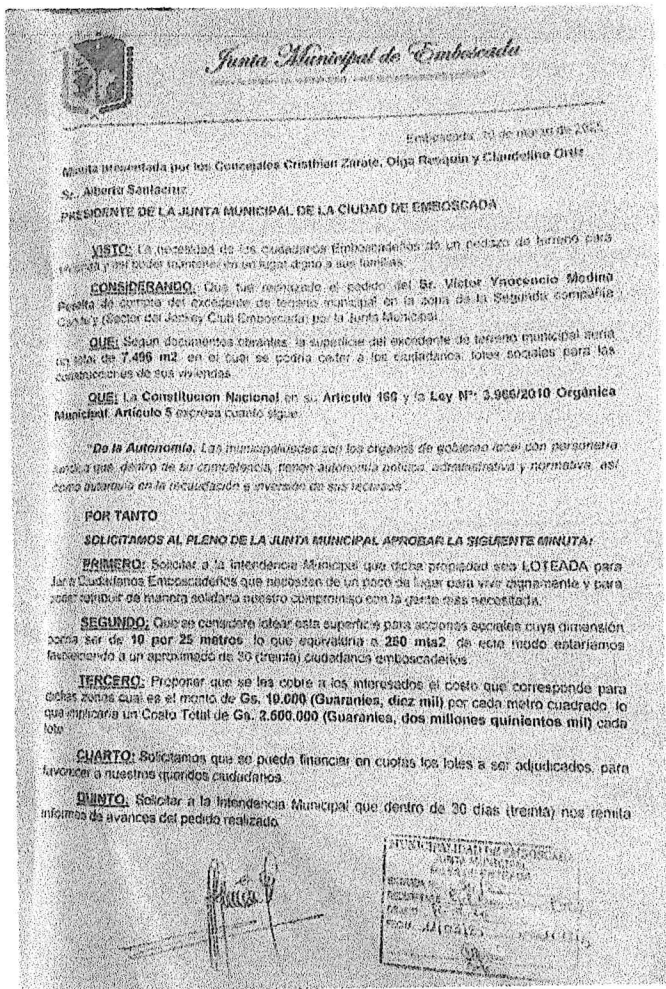 Junta Municipal de Emboscada
Emboscada, de marzo de
Minuta presentada por los Concejales Cristhian Zarate, Olga Resquin y Claudelino Ortiz
Sr. Alberto Santacruz
PRESIDENTE DE LA JUNTA MUNICIPAL DE LA CIUDAD DE EMBOSCADA
VISTO: La necesidad de los ciudadanos Emboscadeños de un pedazo de terreno para
vivienda y así poder mantener en un lugar digno a sus familias.
CONSIDERANDO: Que fue rechazado el pedido del Sr. Victor Ynocencio Medina
Peralta de compra del excedente de terreno municipal en la zona de la Segunda compañía
(Sector del Jockey Club Emboscada) por la Junta Municipal.
QUE: Según documentos obrantes, la superficie del excedente de terreno municipal sería
un total de 7.496 m2, en el cual se podría ceder a los ciudadanos, lotes sociales para las
construcciones de sus viviendas.
QUE: La Constitución Nacional en su Artículo 166 y la Ley N°: 3.966/2010 Orgánica
Municipal, Artículo 5 expresa cuanto sigue:
"De la Autonomía. Las municipalidades son los órganos de gobierno local con personería
jurídica que, dentro de su competencia, tienen autonomía política, administrativa y normativa, así
como autarquía en la recaudación e inversión de sus recursos".
POR TANTO
SOLICITAMOS AL PLENO DE LA JUNTA MUNICIPAL APROBAR LA SIGUIENTE MINUTA:
PRIMERO: Solicitar a la Intendencia Municipal que dicha propiedad sea LOTEADA para
Ciudadanos Emboscadeños que necesiten de un poco de lugar para vivir dignamente y para
poder retribuir de manera solidaria nuestro compromiso con la gente más necesitada.
SEGUNDO: Que se considere lotear esta superficie para acciones sociales cuya dimensión
podría ser de 10 por 25 metros, lo que equivaldría a 250 mts2, de este modo estaríamos
favoreciendo a un aproximado de 30 (treinta) ciudadanos emboscadeños.
TERCERO: Proponer que se les cobre a los interesados el costo que corresponde para
dichas zonas cual es el monto de Gs. 10.000 (Guaranies, diez mil) por cada metro cuadrado, lo
que implicaría un Costo Total de Gs. 2.500.000 (Guaranies, dos millones quinientos mil) cada
lote.
CUARTO: Solicitamos que se pueda financiar en cuotas los lotes a ser adjudicados, para
favorecer a nuestros queridos ciudadanos.
QUINTO: Solicitar a la Intendencia Municipal que dentro de 30 días (treinta) nos remita
informes de avances del pedido realizado.
MUNICIPALIDAD DE EMBOSCADA
JUNTA MUNICIPAL
MESA DE ENTRADA